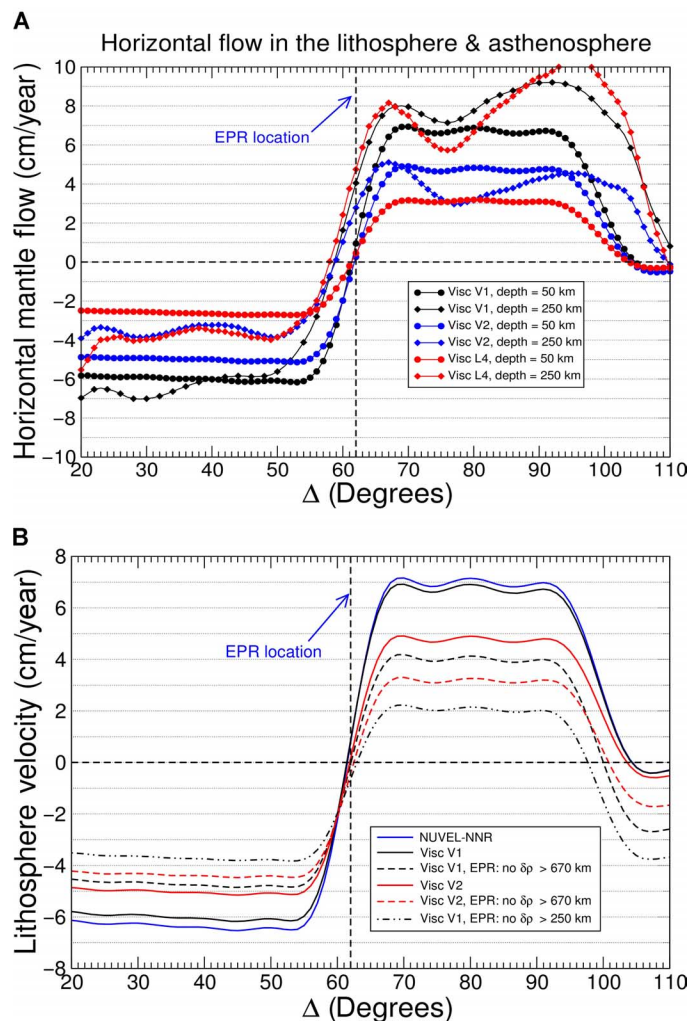 A
Horizontal flow in the lithosphere & asthenosphere
10
8
6
4
2
0
−2
−4
−6
−8
−10
Horizontal mantle flow (cm/year)
EPR location
Visc V1, depth = 50 km
Visc V1, depth = 250 km
Visc V2, depth = 50 km
Visc V2, depth = 250 km
Visc L4, depth = 50 km
Visc L4, depth = 250 km
20 30 40 50 60 70 80 90 100 110
Δ (Degrees)
B
8
6
4
2
0
−2
−4
−6
−8
Lithosphere velocity (cm/year)
EPR location
NUVEL-NNR
Visc V1
Visc V1, EPR: no δρ > 670 km
Visc V2
Visc V2, EPR: no δρ > 670 km
Visc V1, EPR: no δρ > 250 km
20 30 40 50 60 70 80 90 100 110
Δ (Degrees)